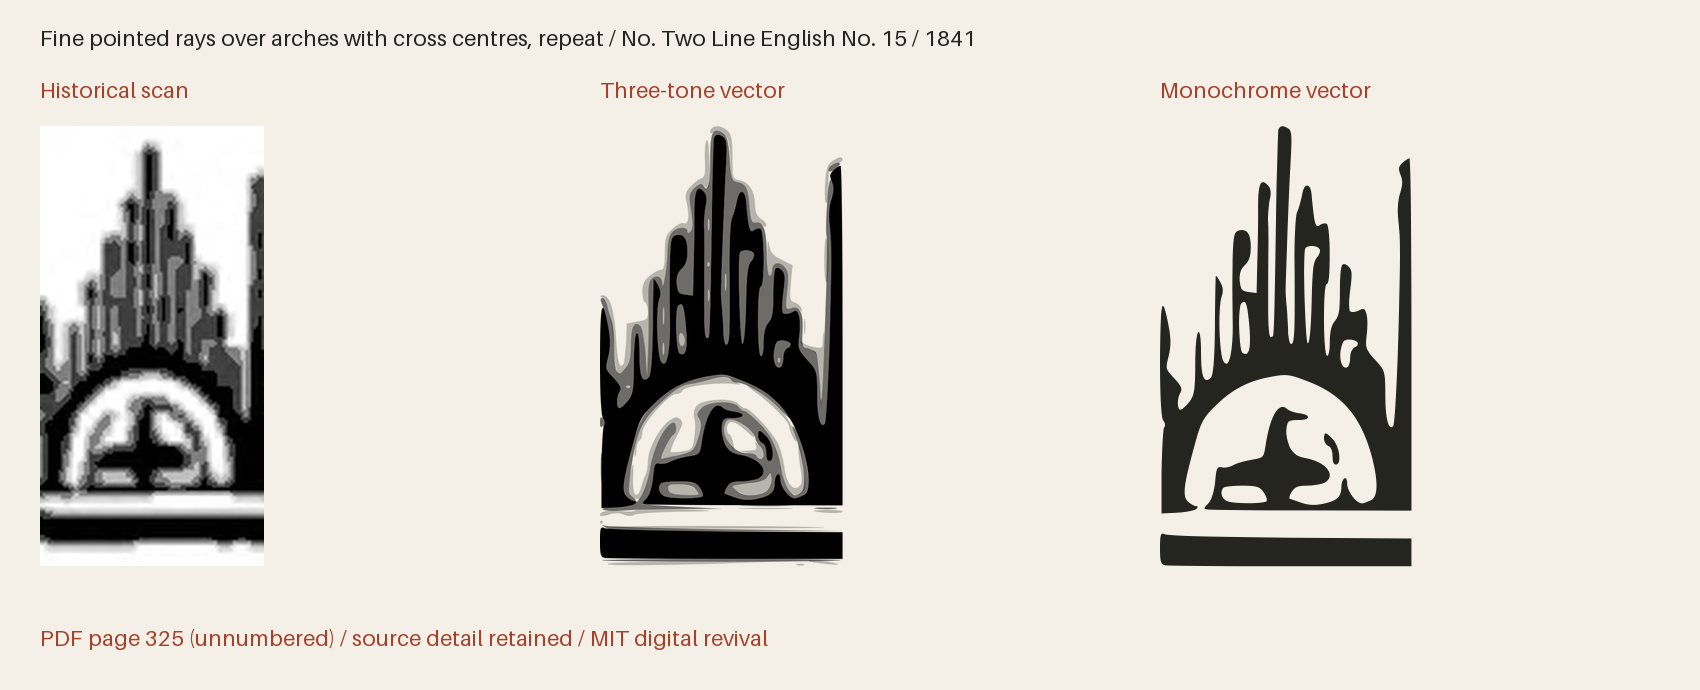 Fine pointed rays over arches with cross centres, repeat / No. Two Line English No. 15 / 1841
Historical scan
Three-tone vector
Monochrome vector
PDF page 325 (unnumbered) / source detail retained / MIT digital revival